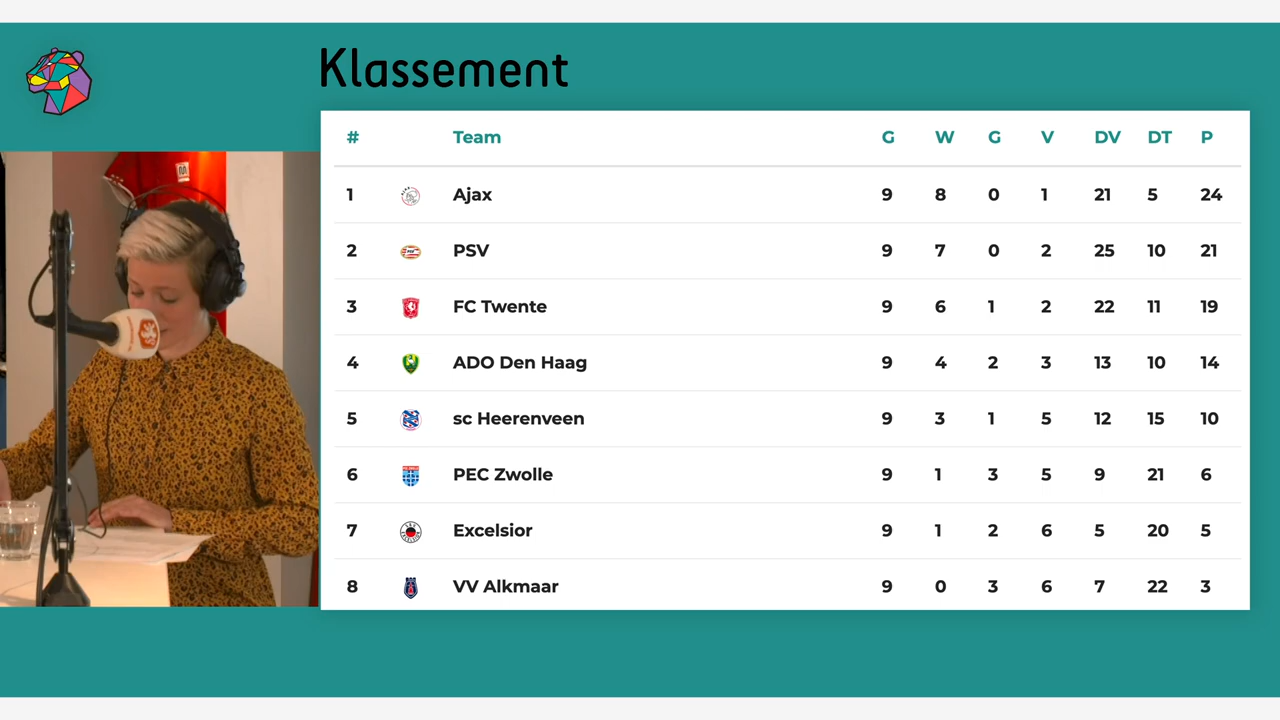 Klassement
# Team G W G V DV DT P
1 Ajax 9 8 0 1 21 5 24
2 PSV 9 7 0 2 25 10 21
3 FC Twente 9 6 1 2 22 11 19
4 ADO Den Haag 9 4 2 3 13 10 14
5 sc Heerenveen 9 3 1 5 12 15 10
6 PEC Zwolle 9 1 3 5 9 21 6
7 Excelsior 9 1 2 6 5 20 5
8 VV Alkmaar 9 0 3 6 7 22 3